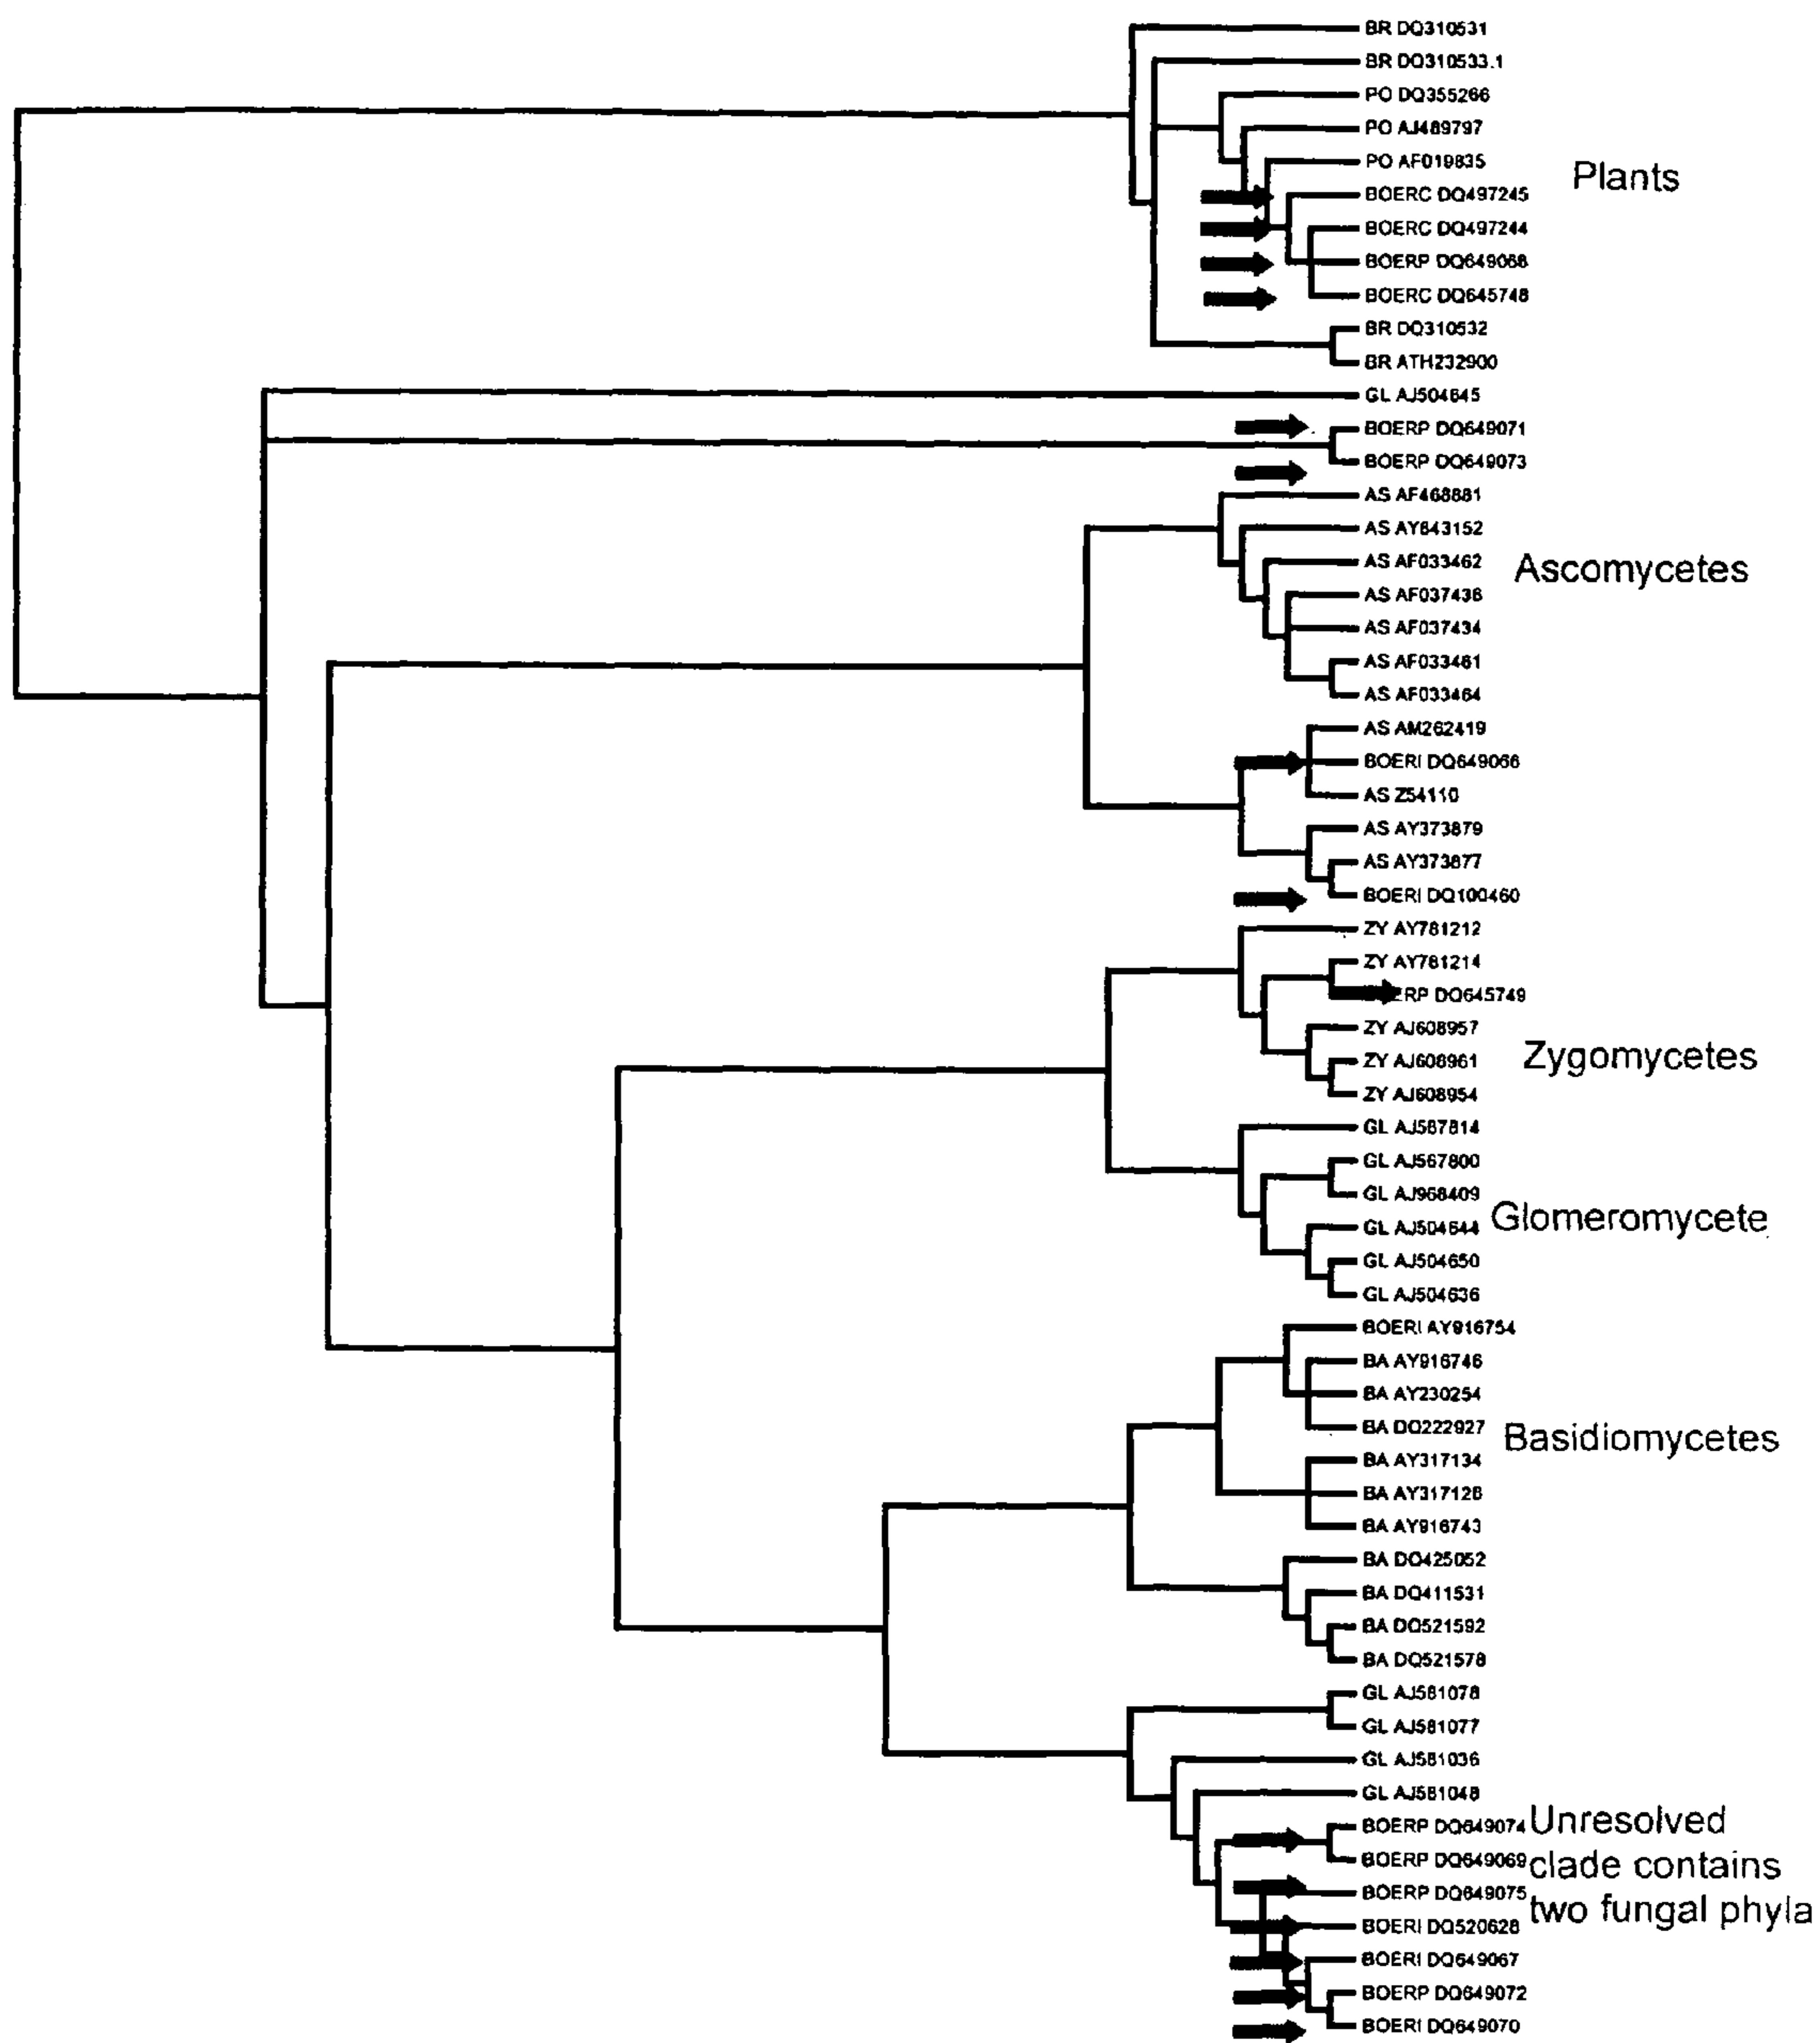 BR DQ310531
BR DQ310533.1
PO DQ355266
PO AJ489797
PO AF019835
Plants
BOERC DQ497245
BOERC DQ497244
BOERP DQ649068
BOERC DQ645748
BR DQ310532
BR ATH232900
GL AJ504645
BOERP DQ649071
BOERP DQ649073
AS AF468881
AS AY843152
AS AF033462
Ascomycetes
AS AF037436
AS AF037434
AS AF033461
AS AF033464
AS AM262419
BOERI DQ649066
AS Z54110
AS AY373879
AS AY373877
BOERI DQ100460
ZY AY781212
ZY AY781214
ERP DQ645749
ZY AJ608957
Zygomycetes
ZY AJ608961
ZY AJ608954
GL AJ567814
GL AJ567800
GL AJ968409
GL AJ504644
Glomeromycete
GL AJ504650
GL AJ504636
BOERI AY916754
BA AY916746
BA AY230254
BA DQ222927
Basidiomycetes
BA AY317134
BA AY317128
BA AY916743
BA DQ425052
BA DQ411531
BA DQ521592
BA DQ521578
GL AJ581078
GL AJ581077
GL AJ581036
GL AJ581048
BOERP DQ649074
BOERP DQ649069
BOERP DQ649075
Unresolved
clade contains
two fungal phyla
BOERI DQ520628
BOERI DQ649067
BOERP DQ649072
BOERI DQ649070